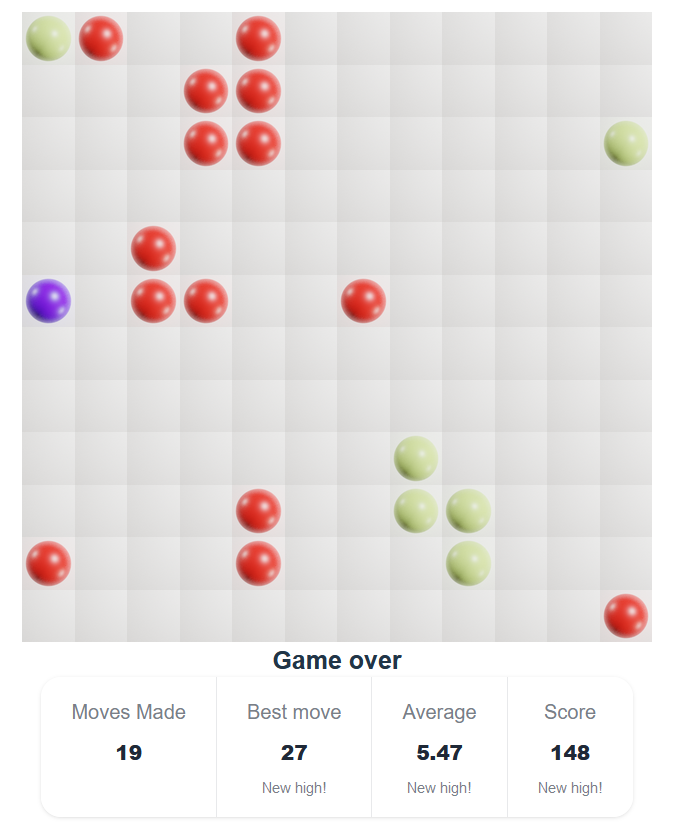 Game over
Moves Made
Best move
Average
Score
19
27
5.47
148
New high!
New high!
New high!